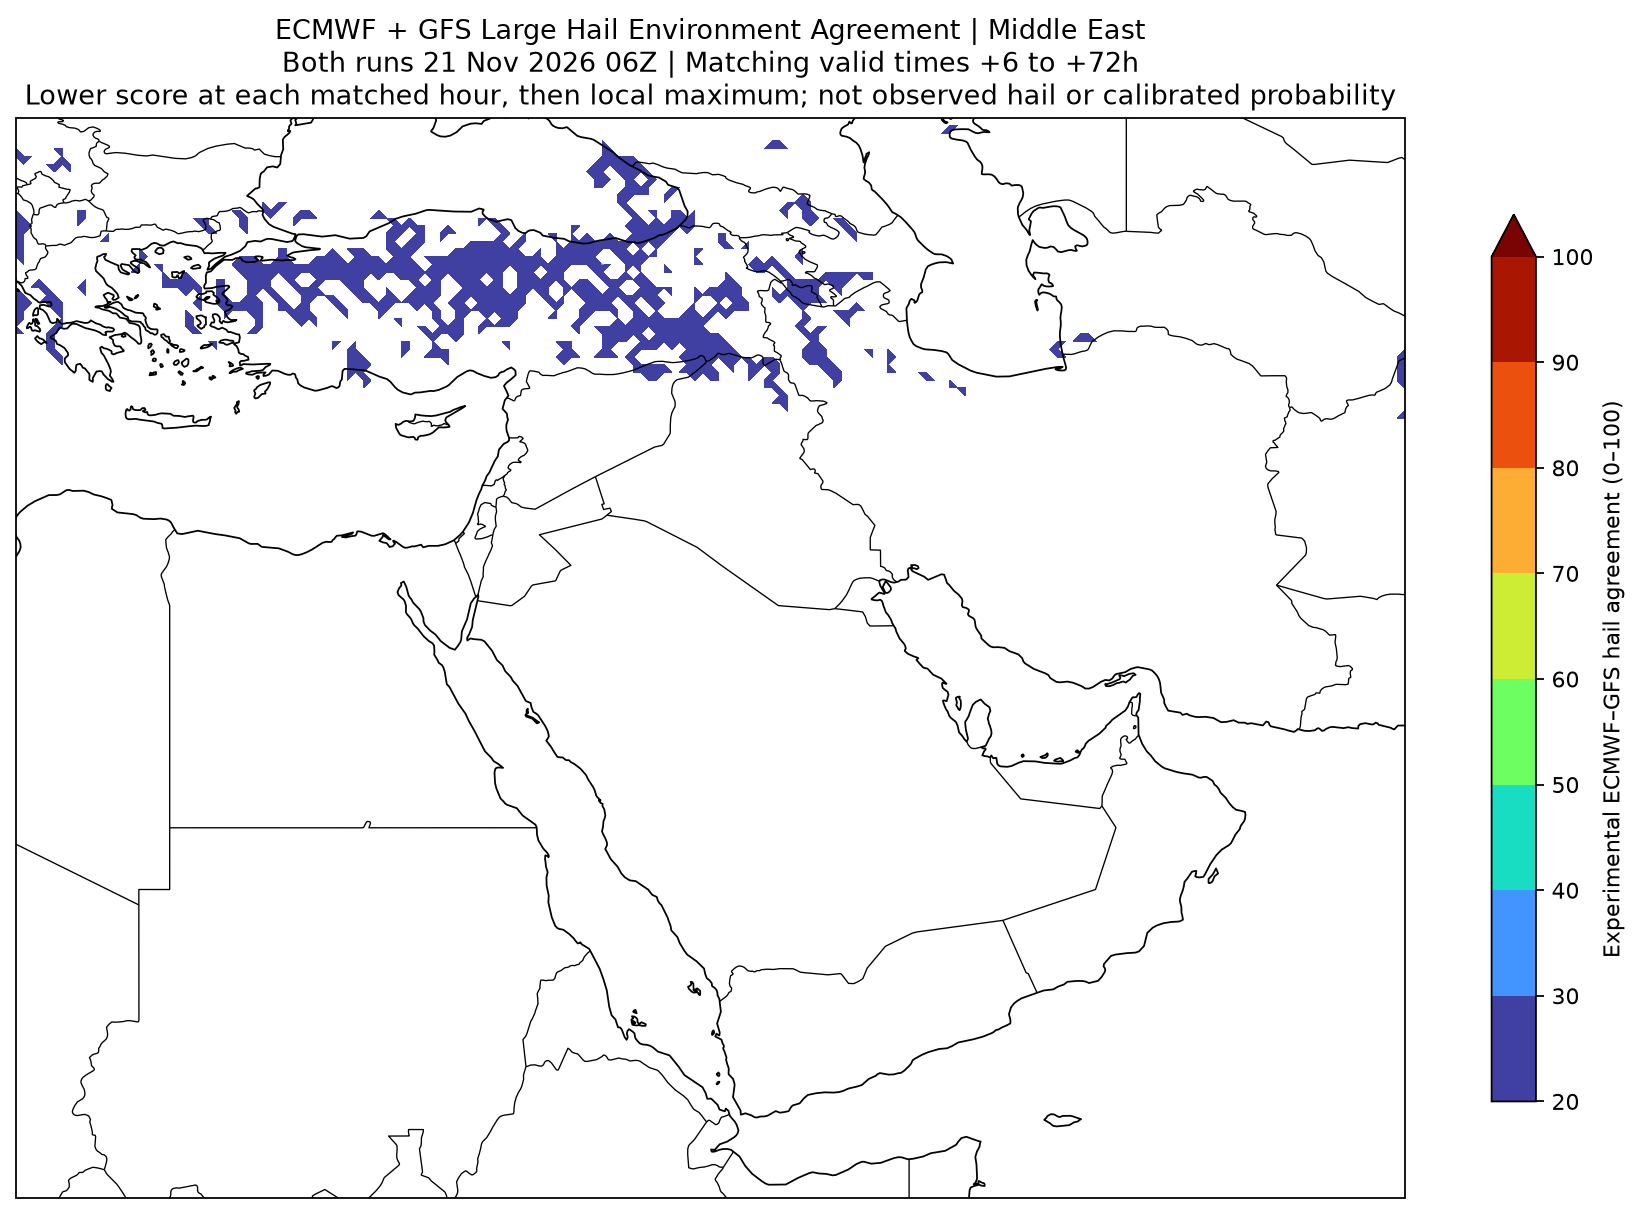 ECMWF + GFS Large Hail Environment Agreement | Middle East
Both runs 21 Nov 2026 06Z | Matching valid times +6 to +72h
Lower score at each matched hour, then local maximum; not observed hail or calibrated probability
100
90
80
70
60
50
40
30
20
Experimental ECMWF–GFS hail agreement (0–100)